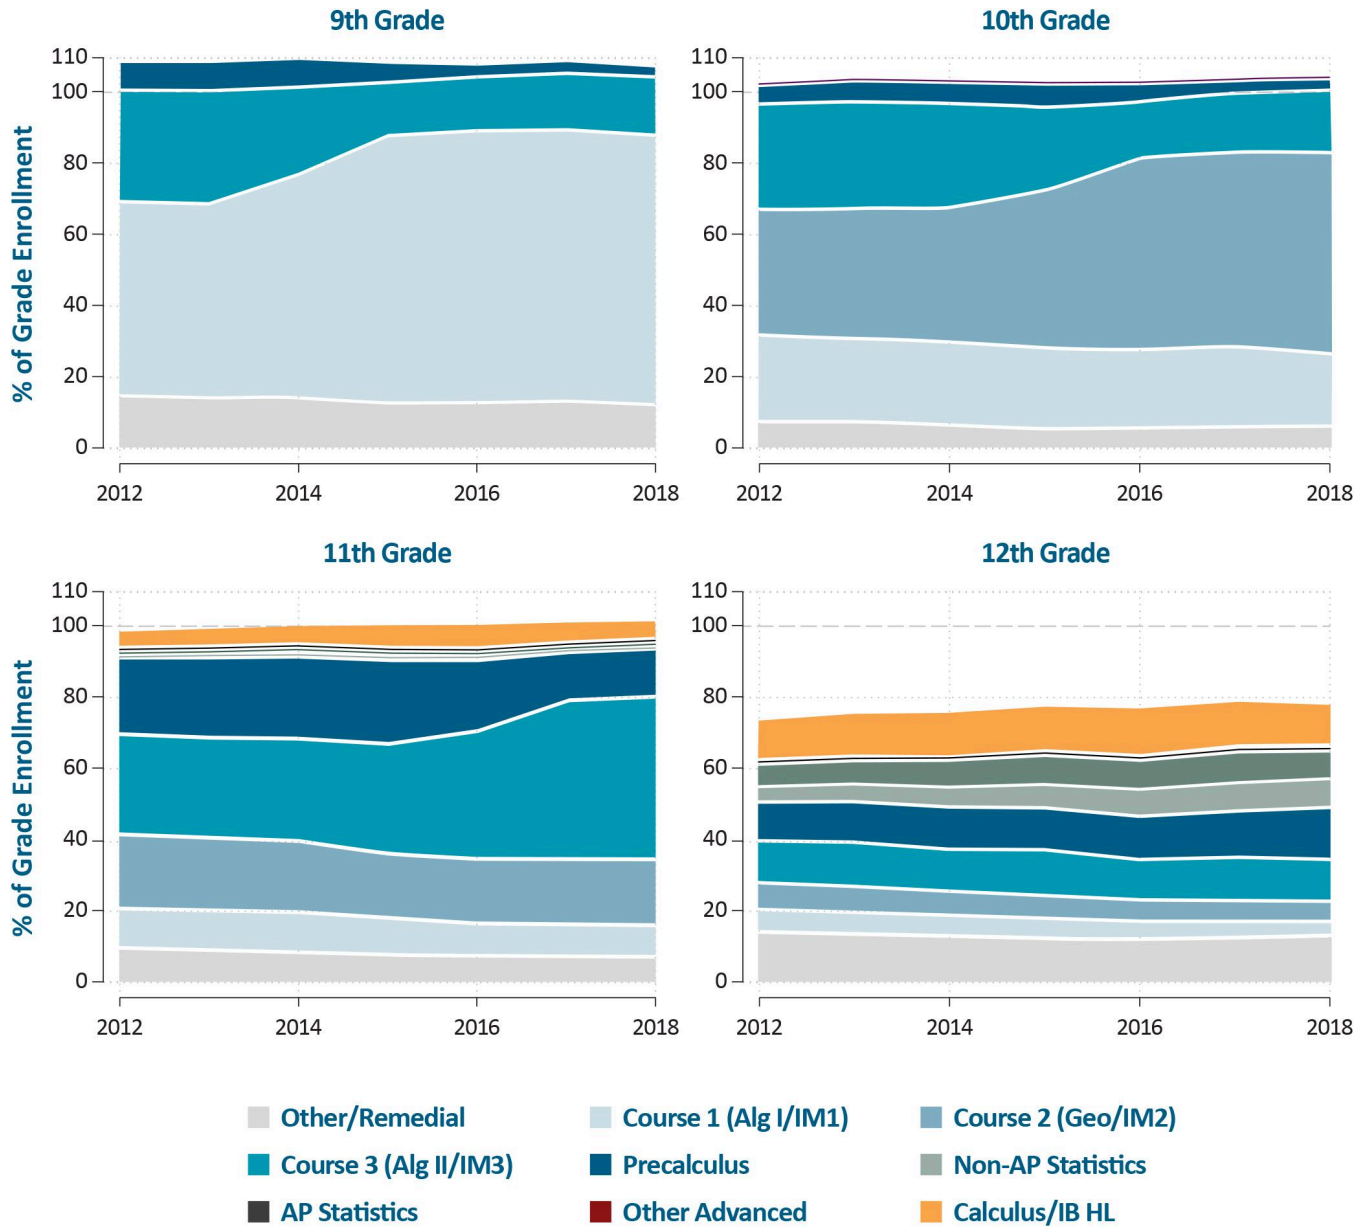 9th Grade
10th Grade
% of Grade Enrollment
110
100
80
60
40
20
0
2012
2014
2016
2018
110
100
80
60
40
20
0
2012
2014
2016
2018
11th Grade
12th Grade
% of Grade Enrollment
110
100
80
60
40
20
0
2012
2014
2016
2018
110
100
80
60
40
20
0
2012
2014
2016
2018
Other/Remedial
Course 1 (Alg I/IM1)
Course 2 (Geo/IM2)
Course 3 (Alg II/IM3)
Precalculus
Non-AP Statistics
AP Statistics
Other Advanced
Calculus/IB HL